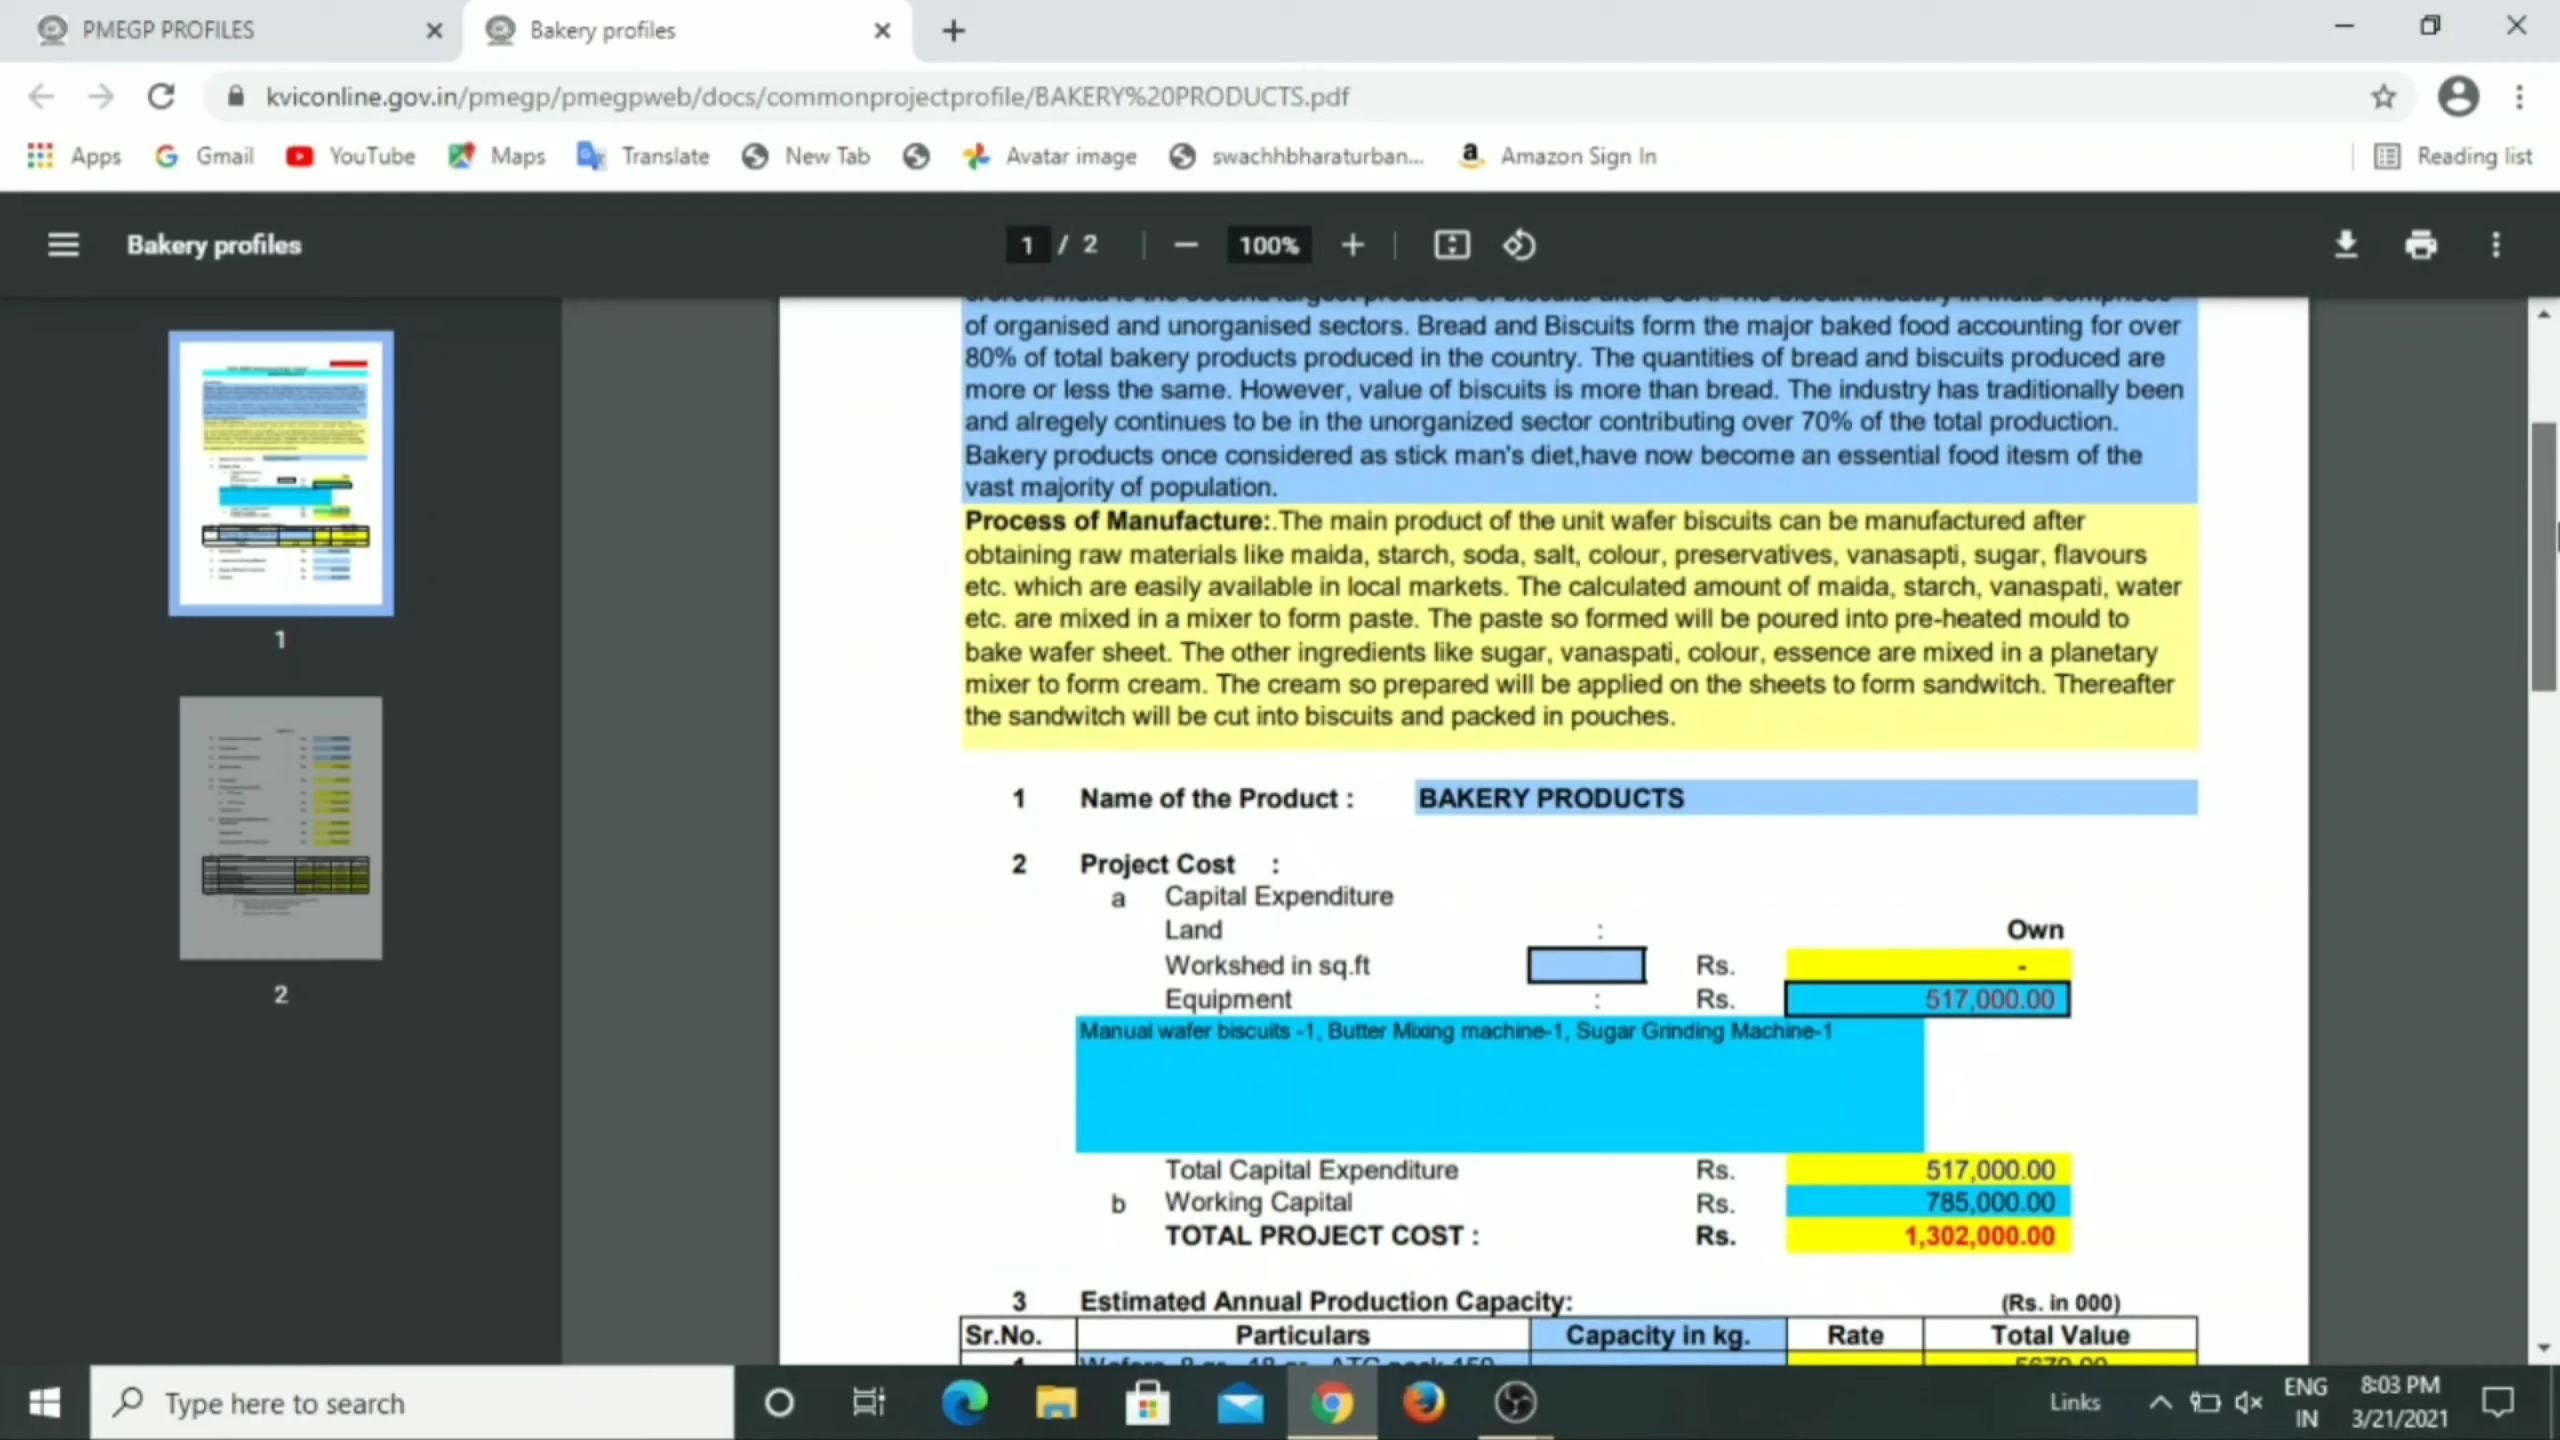 PMEGP PROFILES
Bakery profiles
kviconline.gov.in/pmegp/pmegpweb/docs/commonprojectprofile/BAKERY%20PRODUCTS.pdf
Apps Gmail YouTube Maps Translate New Tab Avatar image swachhbharaturban... Amazon Sign In Reading list
Bakery profiles 1 / 2 100%
of organised and unorganised sectors. Bread and Biscuits form the major baked food accounting for over
80% of total bakery products produced in the country. The quantities of bread and biscuits produced are
more or less the same. However, value of biscuits is more than bread. The industry has traditionally been
and alregely continues to be in the unorganized sector contributing over 70% of the total production.
Bakery products once considered as stick man's diet,have now become an essential food itesm of the
vast majority of population.
Process of Manufacture:.The main product of the unit wafer biscuits can be manufactured after
obtaining raw materials like maida, starch, soda, salt, colour, preservatives, vanasapti, sugar, flavours
etc. which are easily available in local markets. The calculated amount of maida, starch, vanaspati, water
etc. are mixed in a mixer to form paste. The paste so formed will be poured into pre-heated mould to
bake wafer sheet. The other ingredients like sugar, vanaspati, colour, essence are mixed in a planetary
mixer to form cream. The cream so prepared will be applied on the sheets to form sandwitch. Thereafter
the sandwitch will be cut into biscuits and packed in pouches.
1 Name of the Product : BAKERY PRODUCTS
2 Project Cost :
a Capital Expenditure
Land : Own
Workshed in sq.ft Rs. -
Equipment : Rs. 517,000.00
Manual wafer biscuits -1, Butter Mixing machine-1, Sugar Grinding Machine-1
Total Capital Expenditure Rs. 517,000.00
b Working Capital Rs. 785,000.00
TOTAL PROJECT COST : Rs. 1,302,000.00
3 Estimated Annual Production Capacity: (Rs. in 000)
Sr.No. Particulars Capacity in kg. Rate Total Value
1
2
Type here to search
Links ENG 8:03 PM
IN 3/21/2021